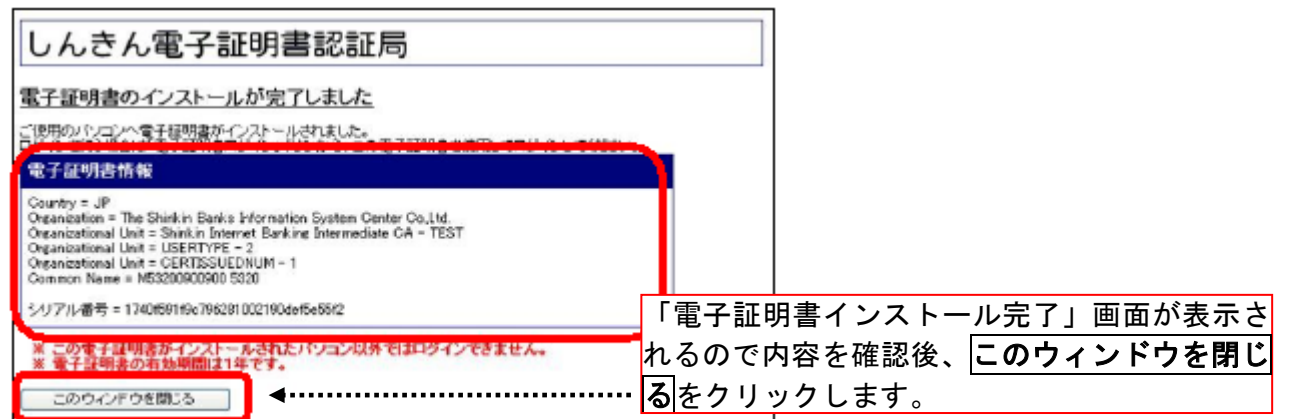 しんきん電子証明書認証局
電子証明書のインストールが完了しました
ご使用のパソコンへ電子証明書がインストールされました。
電子証明書情報
Country = JP
Organization = The Shinkin Banks Information System Center Co.,Ltd.
Organizational Unit = Shinkin Internet Banking Intermediate CA - TEST
Organizational Unit = USERTYPE - 2
Organizational Unit = CERTISSUEDNUM - 1
Common Name = M53200900900 5320
シリアル番号 =
※ この電子証明書がインストールされたパソコン以外ではログインできません。
※ 電子証明書の有効期間は1年です。
このウィンドウを閉じる
「電子証明書インストール完了」画面が表示さ
れるので内容を確認後、このウィンドウを閉じ
るをクリックします。